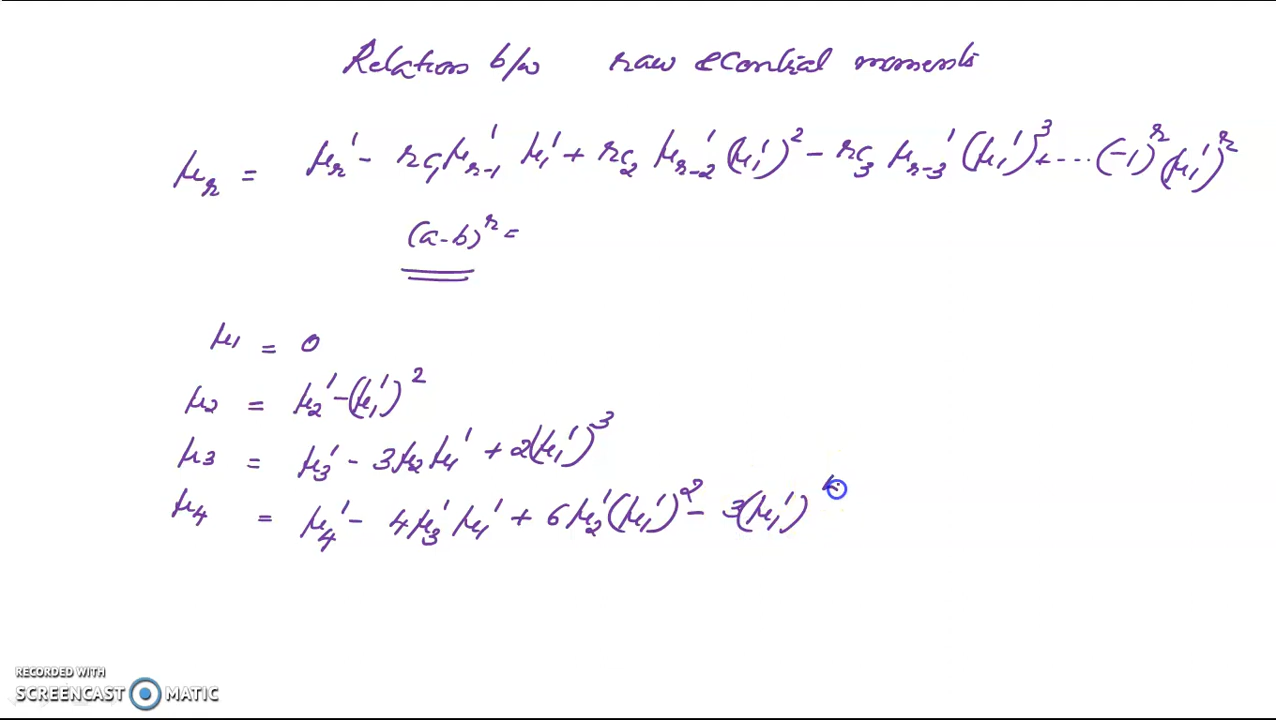 Relation b/w raw & central moments
μr = μr' - rc1 μr-1' μ1' + rc2 μr-2' (μ1')^2 - rc3 μr-3' (μ1')^3 + ... (-1)^r (μ1')^r
(a-b)^r =
μ1 = 0
μ2 = μ2' - (μ1')^2
μ3 = μ3' - 3μ2 μ1' + 2(μ1')^3
μ4 = μ4' - 4μ3' μ1' + 6μ2' (μ1')^2 - 3(μ1')^4
RECORDED WITH
SCREENCAST MATIC